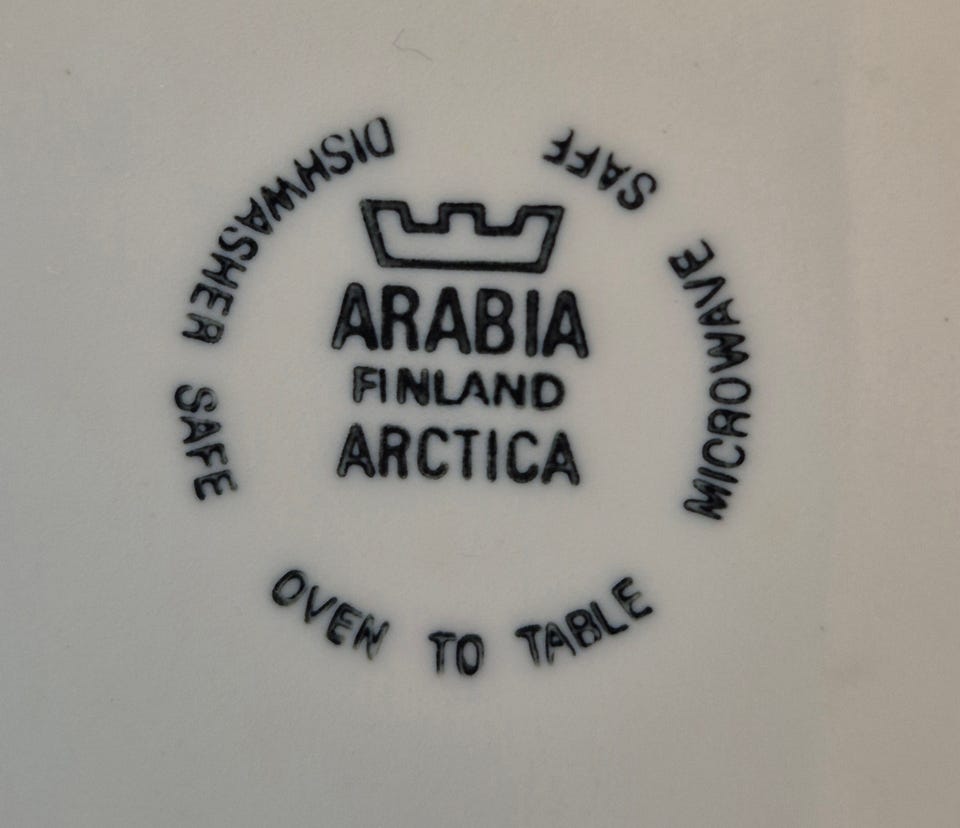 ARABIA
FINLAND
ARCTICA
DISHWASHER SAFE
OVEN TO TABLE
MICROWAVE SAFE